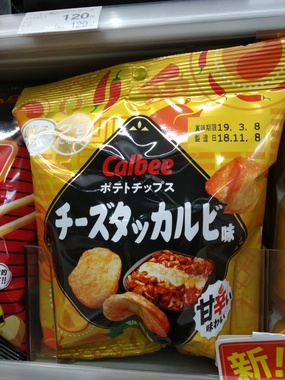 120
120
賞味期限19. 3. 8
製造日18.11. 8
Calbee
ポテトチップス
チーズタッカルビ味
甘辛い
味わい
新!